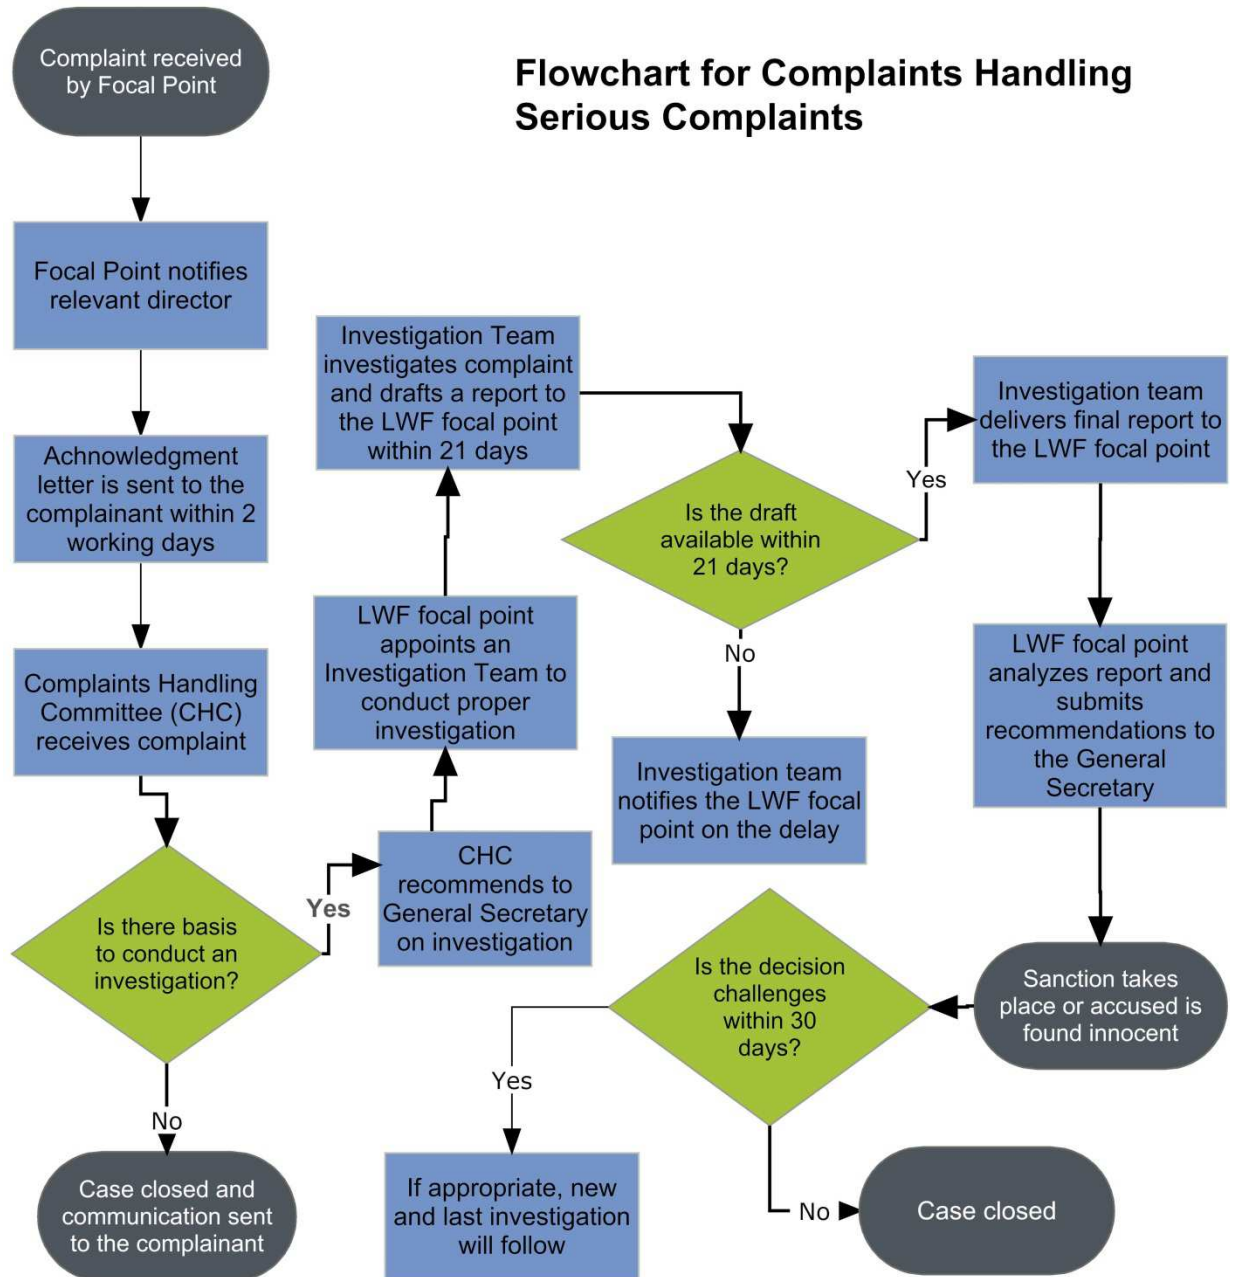 Flowchart for Complaints Handling
Serious Complaints
Complaint received
by Focal Point
Focal Point notifies
relevant director
Achnowledgment
letter is sent to the
complainant within 2
working days
Complaints Handling
Committee (CHC)
receives complaint
Is there basis
to conduct an
investigation?
No
Case closed and
communication sent
to the complainant
Yes
CHC
recommends to
General Secretary
on investigation
LWF focal point
appoints an
Investigation Team to
conduct proper
investigation
Investigation Team
investigates complaint
and drafts a report to
the LWF focal point
within 21 days
Is the draft
available within
21 days?
No
Investigation team
notifies the LWF focal
point on the delay
Yes
Investigation team
delivers final report to
the LWF focal point
LWF focal point
analyzes report and
submits
recommendations to
the General
Secretary
Sanction takes
place or accused is
found innocent
Is the decision
challenges
within 30
days?
Yes
If appropriate, new
and last investigation
will follow
No
Case closed